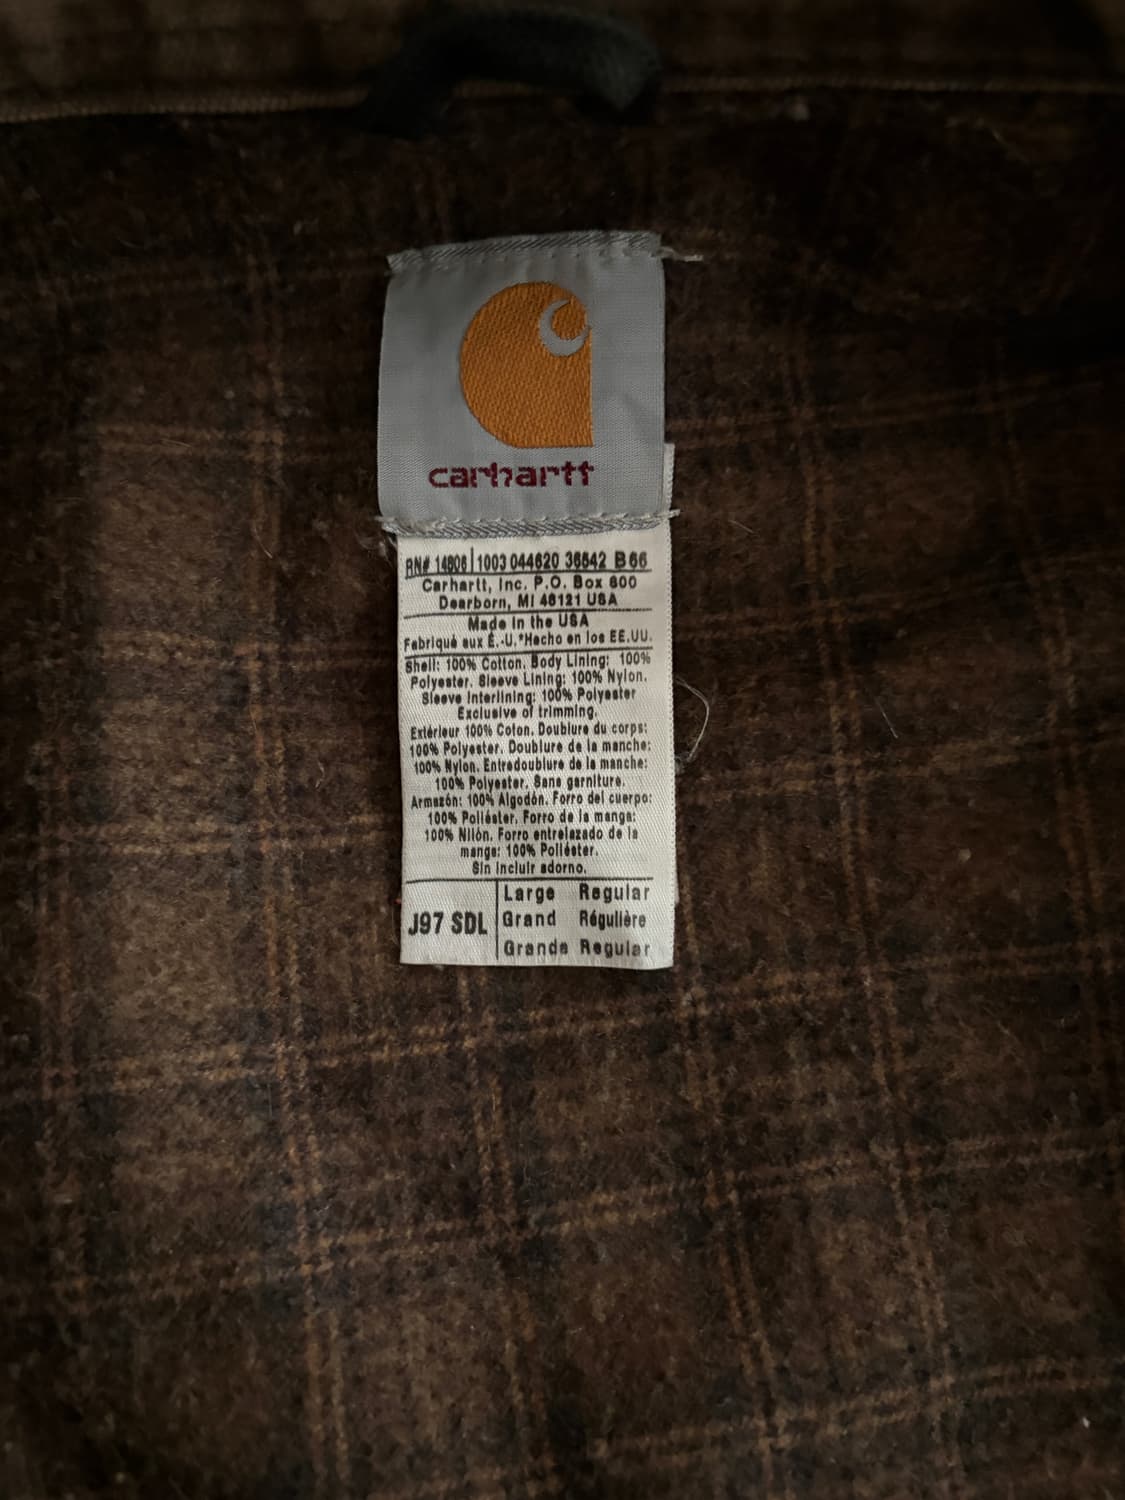 carhartt
RN# 14806 | 1003 044620 36642 B66
Carhartt, Inc. P.O. Box 600
Dearborn, MI 48121 USA
Made in the USA
Fabriqué aux É.-U.*Hecho en los EE.UU.
Shell: 100% Cotton. Body Lining: 100%
Polyester. Sleeve Lining: 100% Nylon.
Sleeve Interlining: 100% Polyester
Exclusive of trimming.
Extérieur 100% Coton. Doublure du corps:
100% Polyester. Doublure de la manche:
100% Nylon. Entredoublure de la manche:
100% Polyester. Sans garniture.
Armazón: 100% Algodón. Forro del cuerpo:
100% Poliéster. Forro de la manga:
100% Nilón. Forro entrelazado de la
manga: 100% Poliéster.
Sin incluir adorno.
J97 SDL
Large Regular
Grand Régulière
Grande Regular